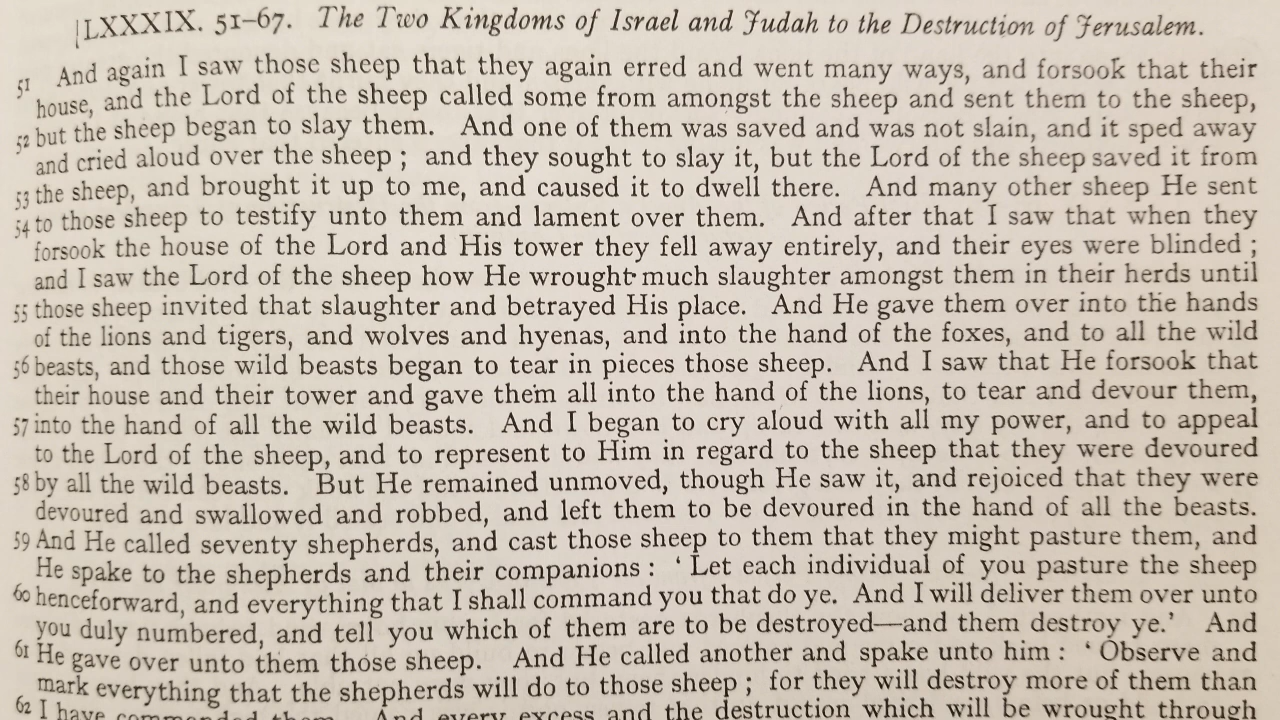 LXXXIX. 51–67. The Two Kingdoms of Israel and Judah to the Destruction of Jerusalem.
51 And again I saw those sheep that they again erred and went many ways, and forsook that their
house, and the Lord of the sheep called some from amongst the sheep and sent them to the sheep,
52 but the sheep began to slay them. And one of them was saved and was not slain, and it sped away
and cried aloud over the sheep ; and they sought to slay it, but the Lord of the sheep saved it from
53 the sheep, and brought it up to me, and caused it to dwell there. And many other sheep He sent
54 to those sheep to testify unto them and lament over them. And after that I saw that when they
forsook the house of the Lord and His tower they fell away entirely, and their eyes were blinded ;
and I saw the Lord of the sheep how He wrought much slaughter amongst them in their herds until
55 those sheep invited that slaughter and betrayed His place. And He gave them over into the hands
of the lions and tigers, and wolves and hyenas, and into the hand of the foxes, and to all the wild
56 beasts, and those wild beasts began to tear in pieces those sheep. And I saw that He forsook that
their house and their tower and gave them all into the hand of the lions, to tear and devour them,
57 into the hand of all the wild beasts. And I began to cry aloud with all my power, and to appeal
to the Lord of the sheep, and to represent to Him in regard to the sheep that they were devoured
58 by all the wild beasts. But He remained unmoved, though He saw it, and rejoiced that they were
devoured and swallowed and robbed, and left them to be devoured in the hand of all the beasts.
59 And He called seventy shepherds, and cast those sheep to them that they might pasture them, and
He spake to the shepherds and their companions : ‘ Let each individual of you pasture the sheep
60 henceforward, and everything that I shall command you that do ye. And I will deliver them over unto
you duly numbered, and tell you which of them are to be destroyed—and them destroy ye.’ And
61 He gave over unto them those sheep. And He called another and spake unto him : ‘ Observe and
mark everything that the shepherds will do to those sheep ; for they will destroy more of them than
62 I have commanded them. And every excess and the destruction which will be wrought through